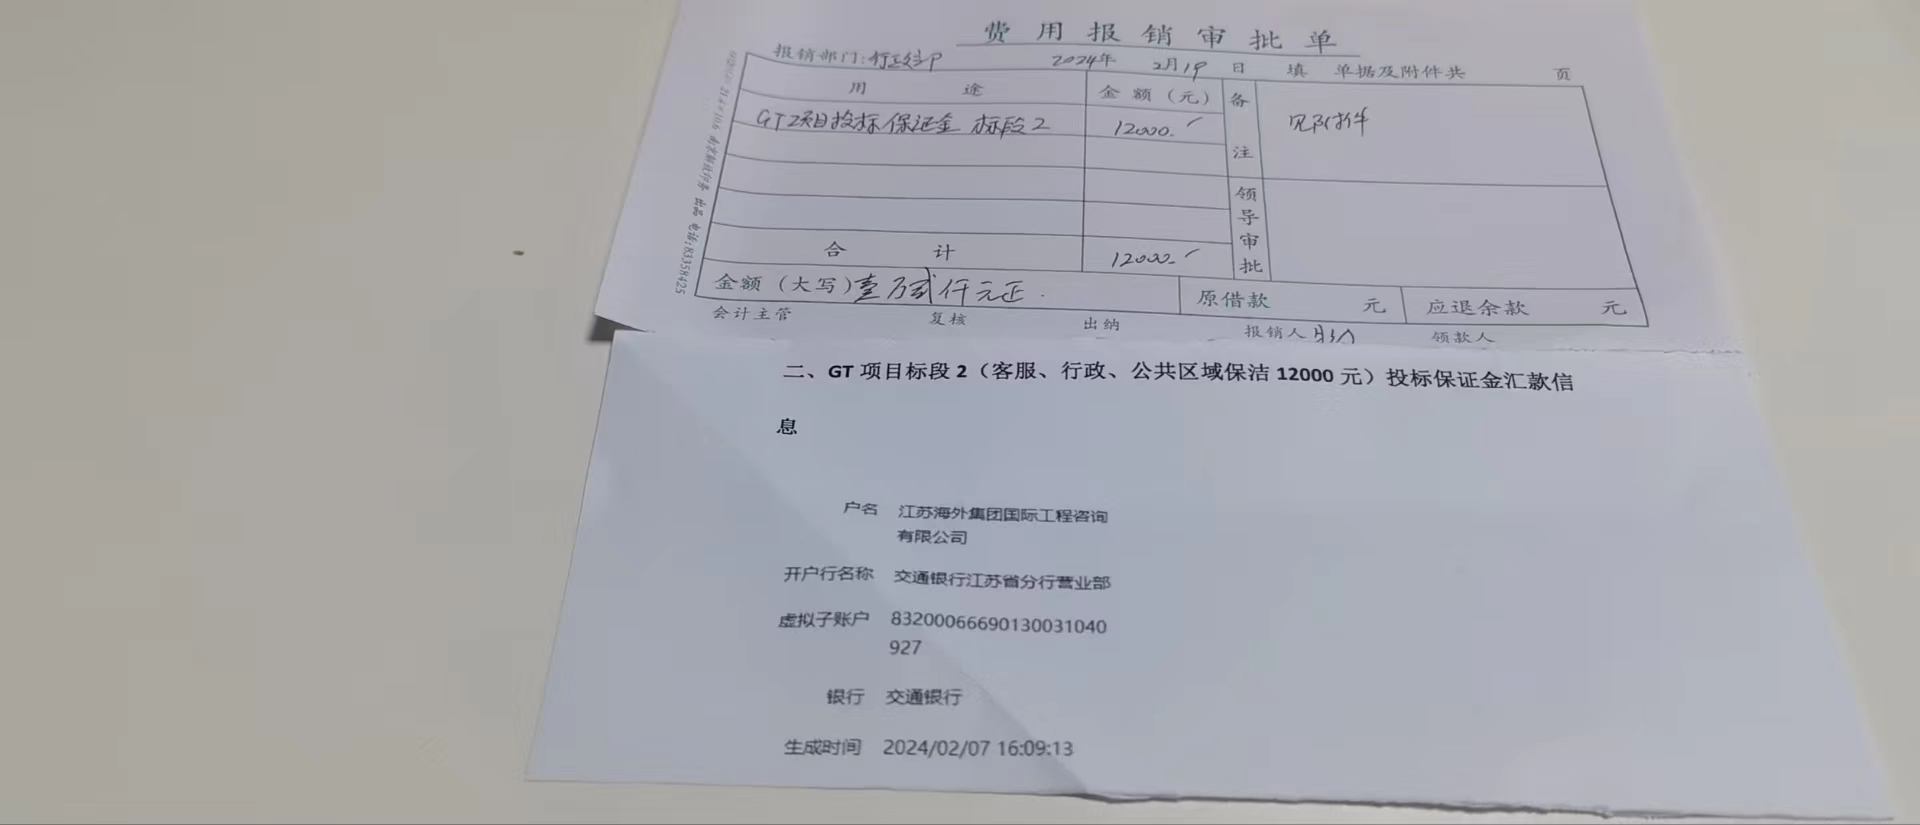 费用报销审批单
报销部门: 2024年 2月19日 填 单据及附件共 页
用途 金额（元） 备注 见附件
GT2项目投标保证金 标段2 12000.
领导审批
合计 12000.
金额（大写）壹万贰仟元正. 原借款 元 应退余款 元
会计主管 复核 出纳 报销人 领款人
电话:83358425
二、GT 项目标段 2（客服、行政、公共区域保洁 12000 元）投标保证金汇款信
息
户名 江苏海外集团国际工程咨询
有限公司
开户行名称 交通银行江苏省分行营业部
虚拟子账户 83200066690130031040
927
银行 交通银行
生成时间 2024/02/07 16:09:13